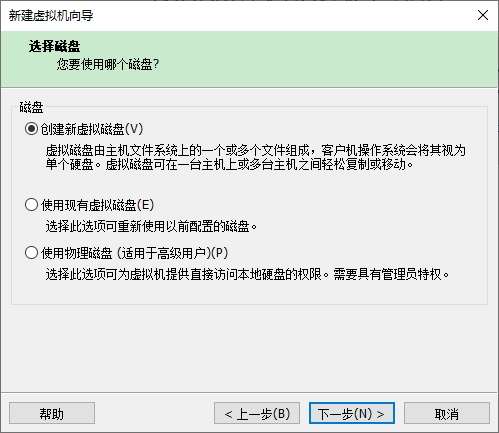 新建虚拟机向导
选择磁盘
您要使用哪个磁盘?
磁盘
创建新虚拟磁盘(V)
虚拟磁盘由主机文件系统上的一个或多个文件组成，客户机操作系统会将其视为
单个硬盘。虚拟磁盘可在一台主机上或多台主机之间轻松复制或移动。
使用现有虚拟磁盘(E)
选择此选项可重新使用以前配置的磁盘。
使用物理磁盘 (适用于高级用户)(P)
选择此选项可为虚拟机提供直接访问本地硬盘的权限。需要具有管理员特权。
帮助
< 上一步(B)
下一步(N) >
取消